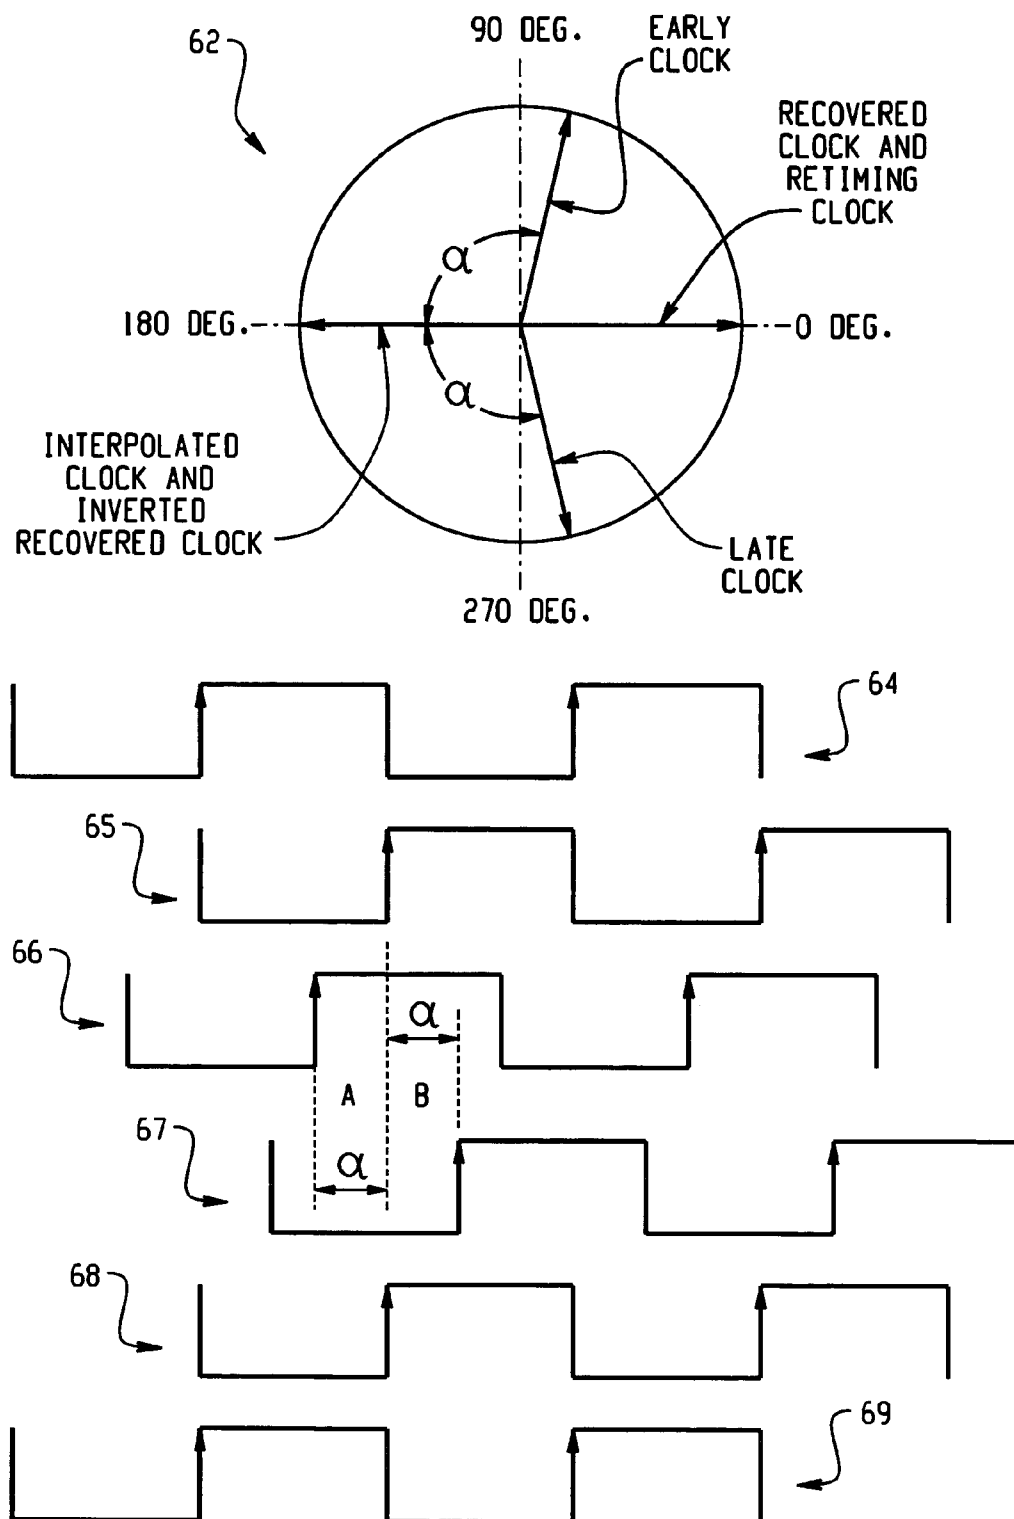 62
90 DEG.
EARLY
CLOCK
RECOVERED
CLOCK AND
RETIMING
CLOCK
α
180 DEG.
0 DEG.
α
INTERPOLATED
CLOCK AND
INVERTED
RECOVERED CLOCK
LATE
CLOCK
270 DEG.
64
65
66
α
A
B
67
α
68
69